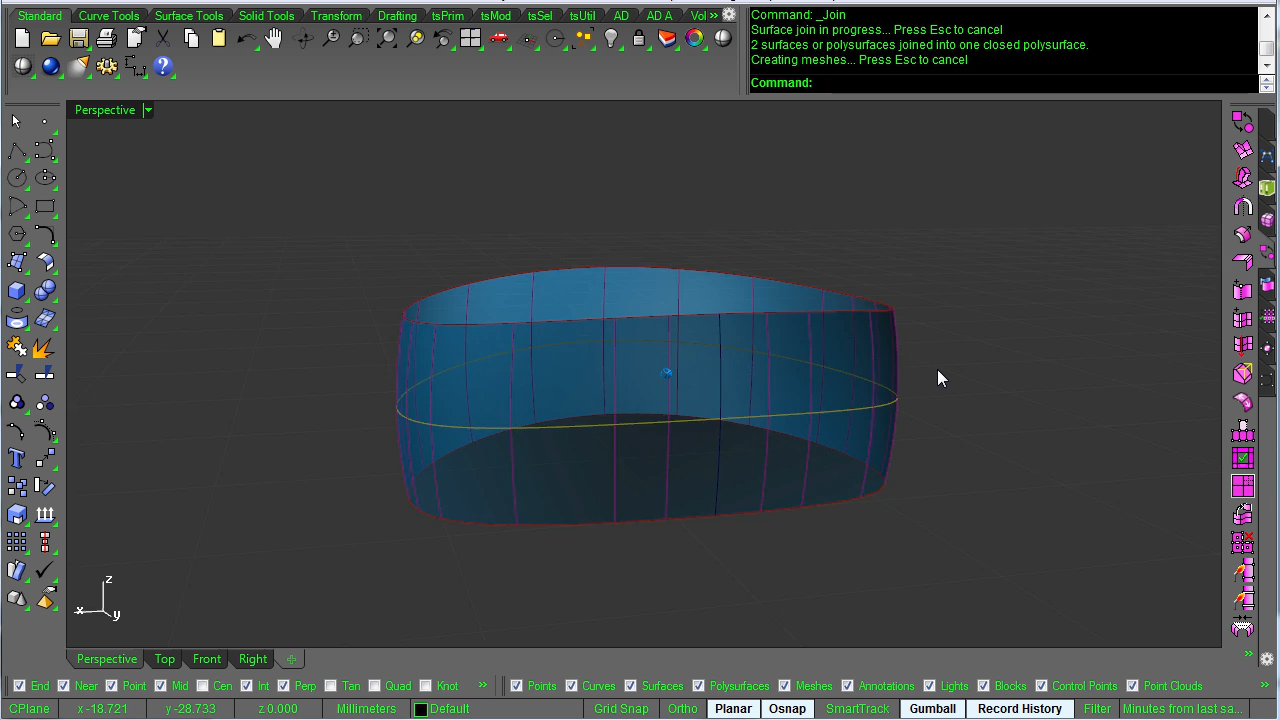 Standard Curve Tools Surface Tools Solid Tools Transform Drafting tsPrim tsMod tsSel tsUtil AD AD A Vol »
Command: _Join
Surface join in progress... Press Esc to cancel
2 surfaces or polysurfaces joined into one closed polysurface.
Creating meshes... Press Esc to cancel
Command:
Perspective
z
x
y
Perspective Top Front Right
End Near Point Mid Cen Int Perp Tan Quad Knot » Points Curves Surfaces Polysurfaces Meshes Annotations Lights Blocks Control Points Point Clouds »
CPlane x -18.721 y -28.733 z 0.000 Millimeters Default Grid Snap Ortho Planar Osnap SmartTrack Gumball Record History Filter Minutes from last sa...